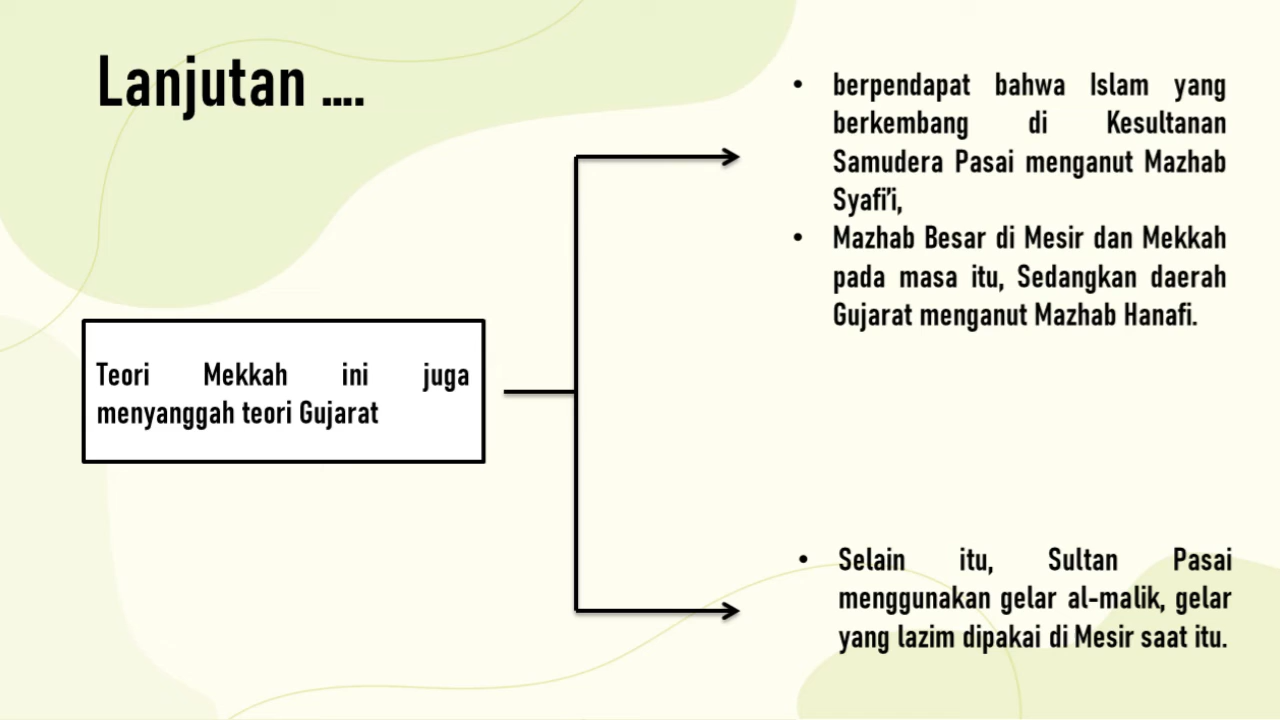 Lanjutan ....
• berpendapat bahwa Islam yang
berkembang di Kesultanan
Samudera Pasai menganut Mazhab
Syafi'i,
• Mazhab Besar di Mesir dan Mekkah
pada masa itu, Sedangkan daerah
Gujarat menganut Mazhab Hanafi.
Teori Mekkah ini juga
menyanggah teori Gujarat
• Selain itu, Sultan Pasai
menggunakan gelar al-malik, gelar
yang lazim dipakai di Mesir saat itu.